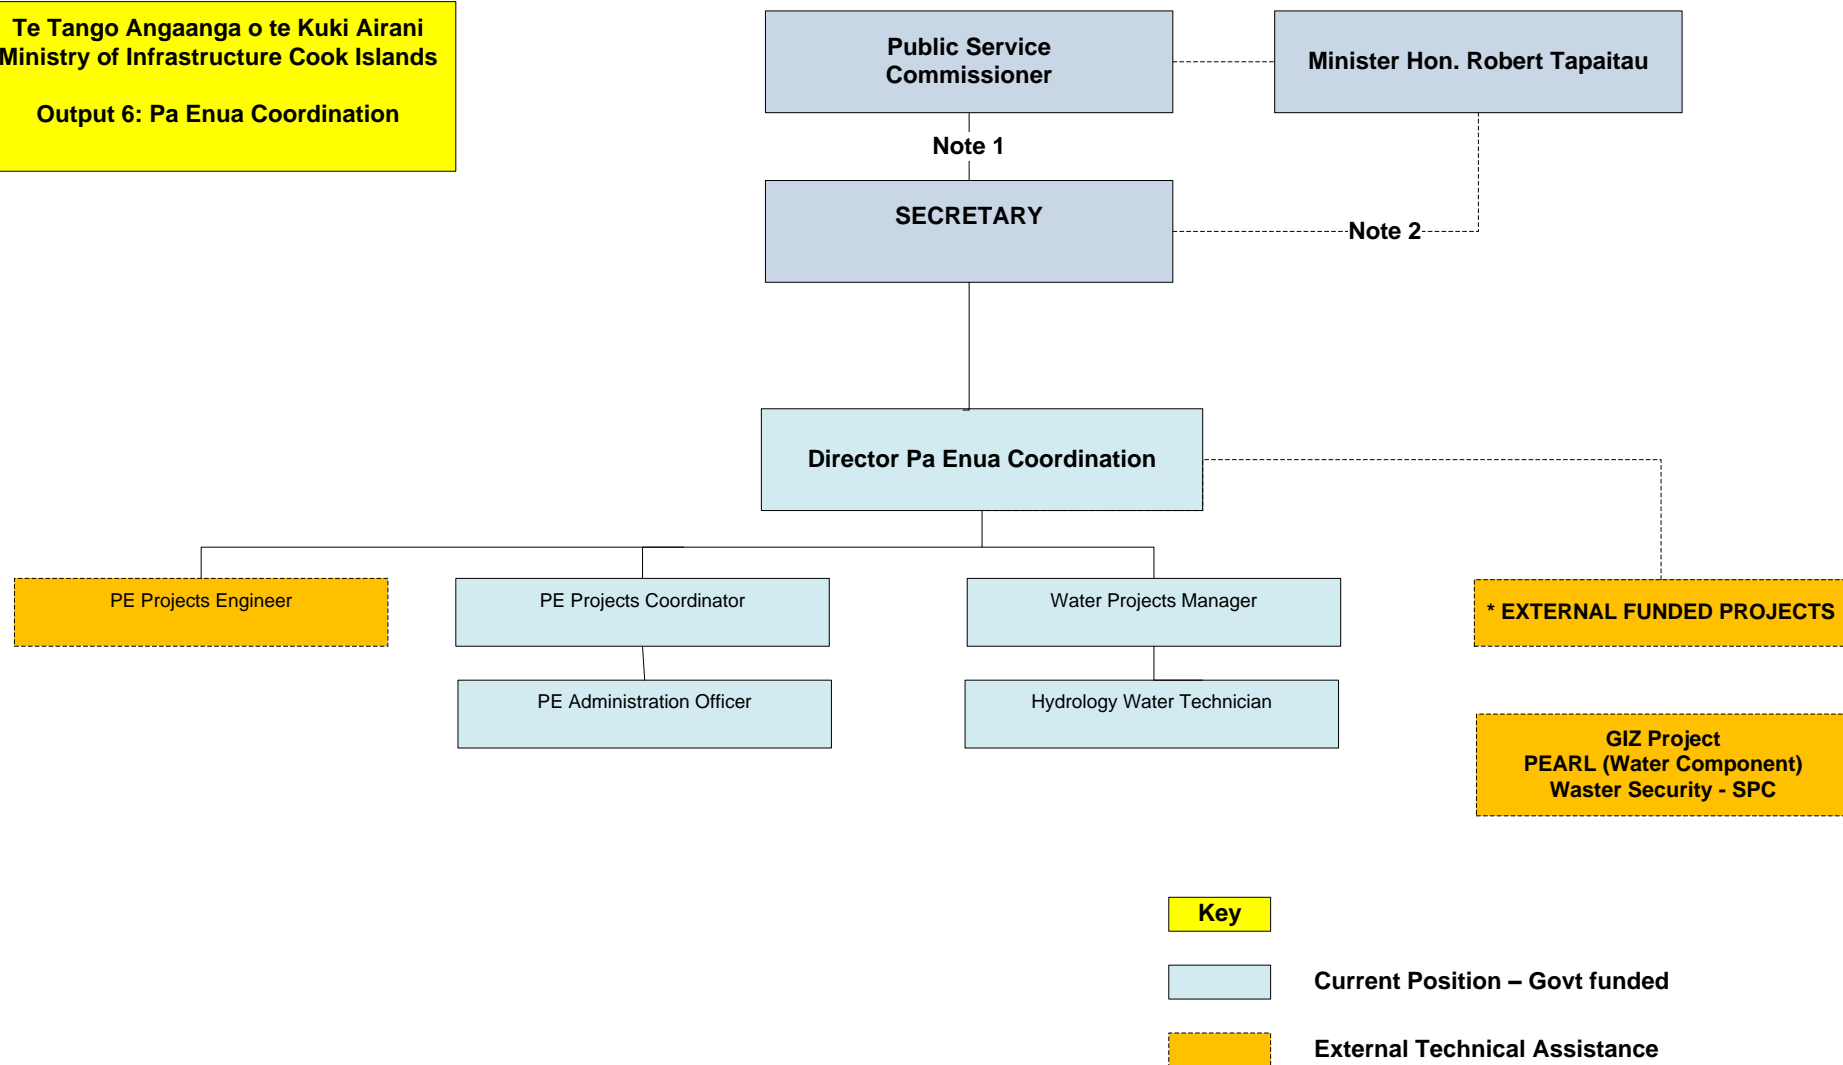 Te Tango Angaanga o te Kuki Airani
Ministry of Infrastructure Cook Islands
Output 6: Pa Enua Coordination
Public Service
Commissioner
Minister Hon. Robert Tapaitau
Note 1
SECRETARY
Note 2
Director Pa Enua Coordination
PE Projects Engineer
PE Projects Coordinator
Water Projects Manager
* EXTERNAL FUNDED PROJECTS
PE Administration Officer
Hydrology Water Technician
GIZ Project
PEARL (Water Component)
Waster Security - SPC
Key
Current Position – Govt funded
External Technical Assistance